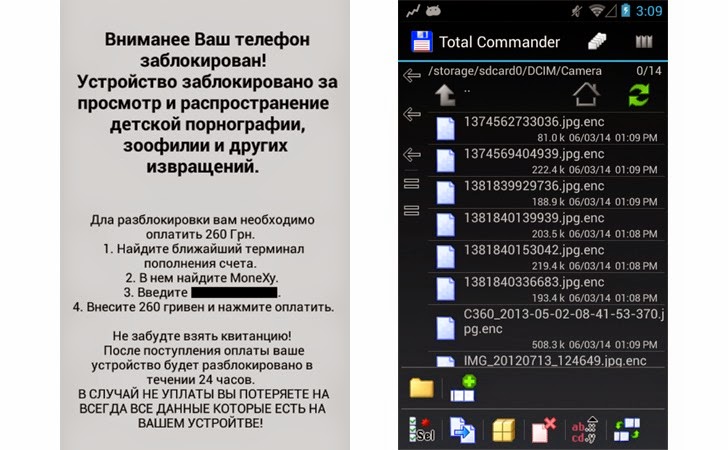 Вниманее Ваш телефон
заблокирован!
Устройство заблокировано за
просмотр и распространение
детской порнографии,
зоофилии и других
извращений.
Дла разблокировки вам необходимо
оплатить 260 Грн.
1. Найдите ближайший терминал
пополнения счета.
2. В нем найдите MoneXy.
3. Введите .
4. Внесите 260 гривен и нажмите оплатить.
Не забудте взять квитанцию!
После поступления оплаты ваше
устройство будет разблокировано в
течении 24 часов.
В СЛУЧАЙ НЕ УПЛАТЫ ВЫ ПОТЕРЯЕТЕ НА
ВСЕГДА ВСЕ ДАННЫЕ КОТОРЫЕ ЕСТЬ НА
ВАШЕМ УСТРОЙТВЕ!
3:09
Total Commander
/storage/sdcard0/DCIM/Camera 0/14
..
1374562733036.jpg.enc
81.0 k 06/03/14 01:09 PM
1374569404939.jpg.enc
222.4 k 06/03/14 01:09 PM
1381839929736.jpg.enc
188.9 k 06/03/14 01:09 PM
1381840139939.jpg.enc
203.5 k 06/03/14 01:08 PM
1381840153042.jpg.enc
219.4 k 06/03/14 01:08 PM
1381840336683.jpg.enc
193.4 k 06/03/14 01:08 PM
C360_2013-05-02-08-41-53-370.j
pg.enc
508.3 k 06/03/14 01:09 PM
IMG_20120713_124649.jpg.enc
Sel
ab.x
cd.y